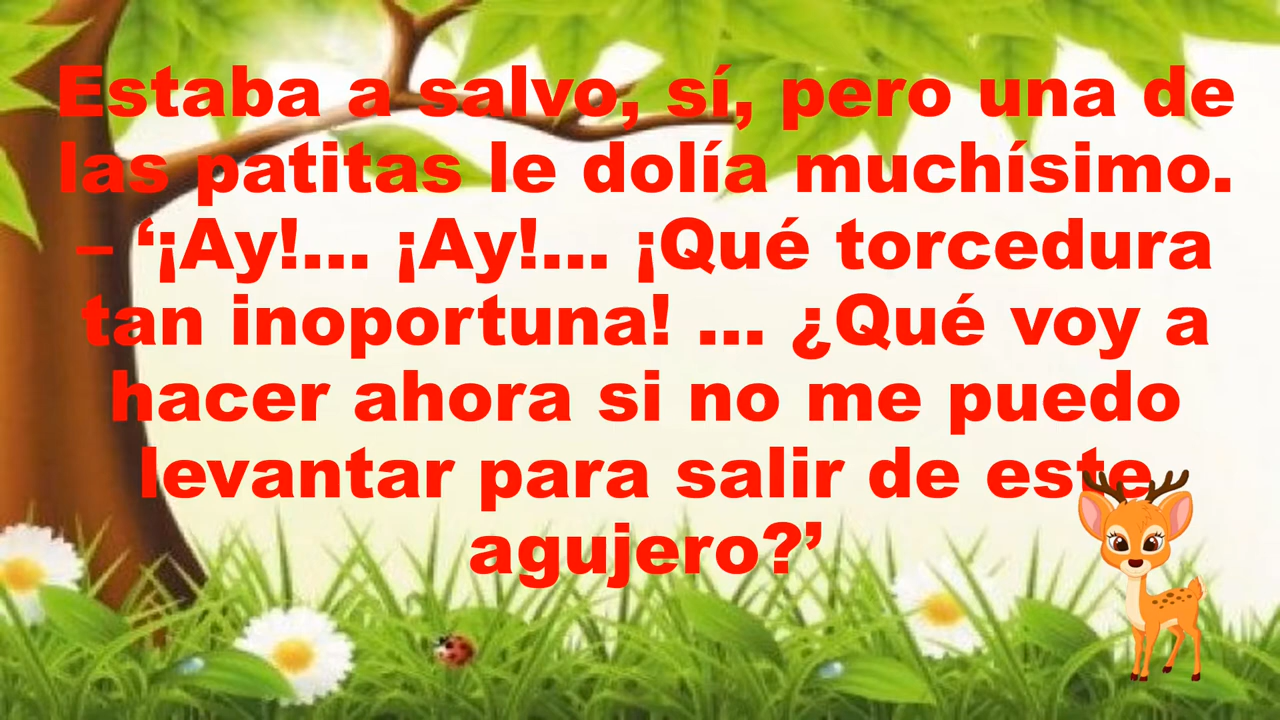 Estaba a salvo, sí, pero una de
las patitas le dolía muchísimo.
– ‘¡Ay!... ¡Ay!... ¡Qué torcedura
tan inoportuna! ... ¿Qué voy a
hacer ahora si no me puedo
levantar para salir de este
agujero?’